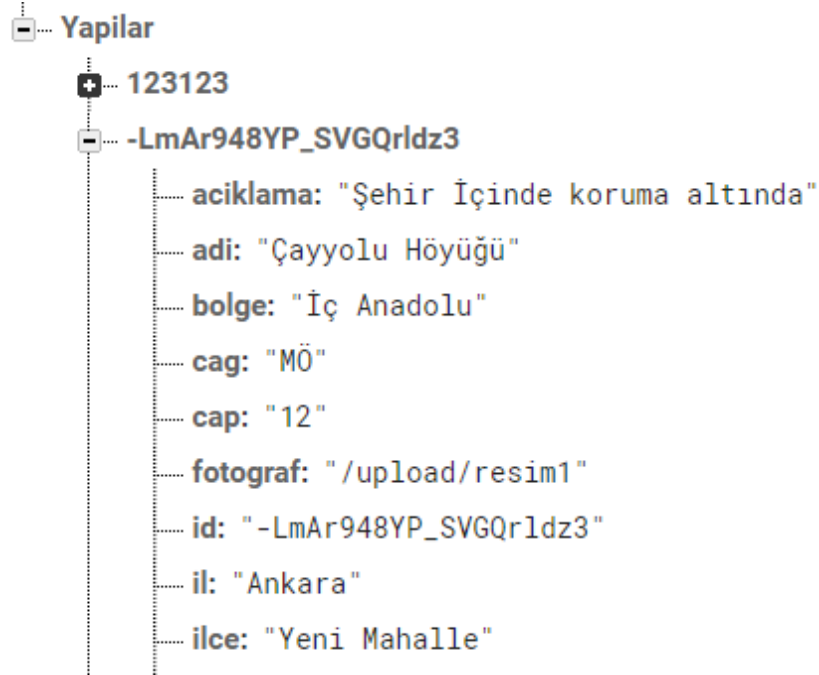 Yapilar
123123
-LmAr948YP_SVGQrldz3
aciklama: "Şehir İçinde koruma altında"
adi: "Çayyolu Höyüğü"
bolge: "İç Anadolu"
cag: "MÖ"
cap: "12"
fotograf: "/upload/resim1"
id: "-LmAr948YP_SVGQrldz3"
il: "Ankara"
ilce: "Yeni Mahalle"